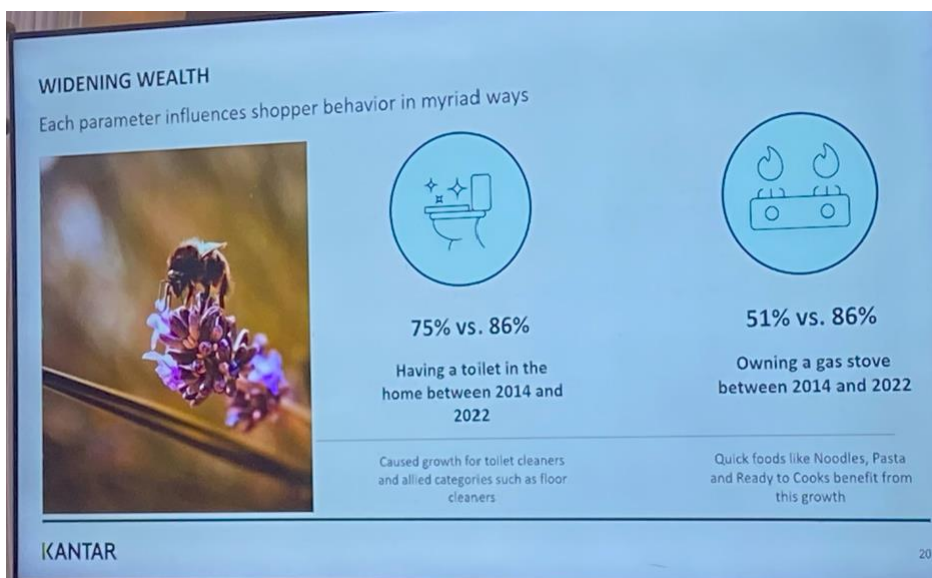 WIDENING WEALTH
Each parameter influences shopper behavior in myriad ways
75% vs. 86%
Having a toilet in the
home between 2014 and
2022
Caused growth for toilet cleaners
and allied categories such as floor
cleaners
51% vs. 86%
Owning a gas stove
between 2014 and 2022
Quick foods like Noodles, Pasta
and Ready to Cooks benefit from
this growth
KANTAR
20